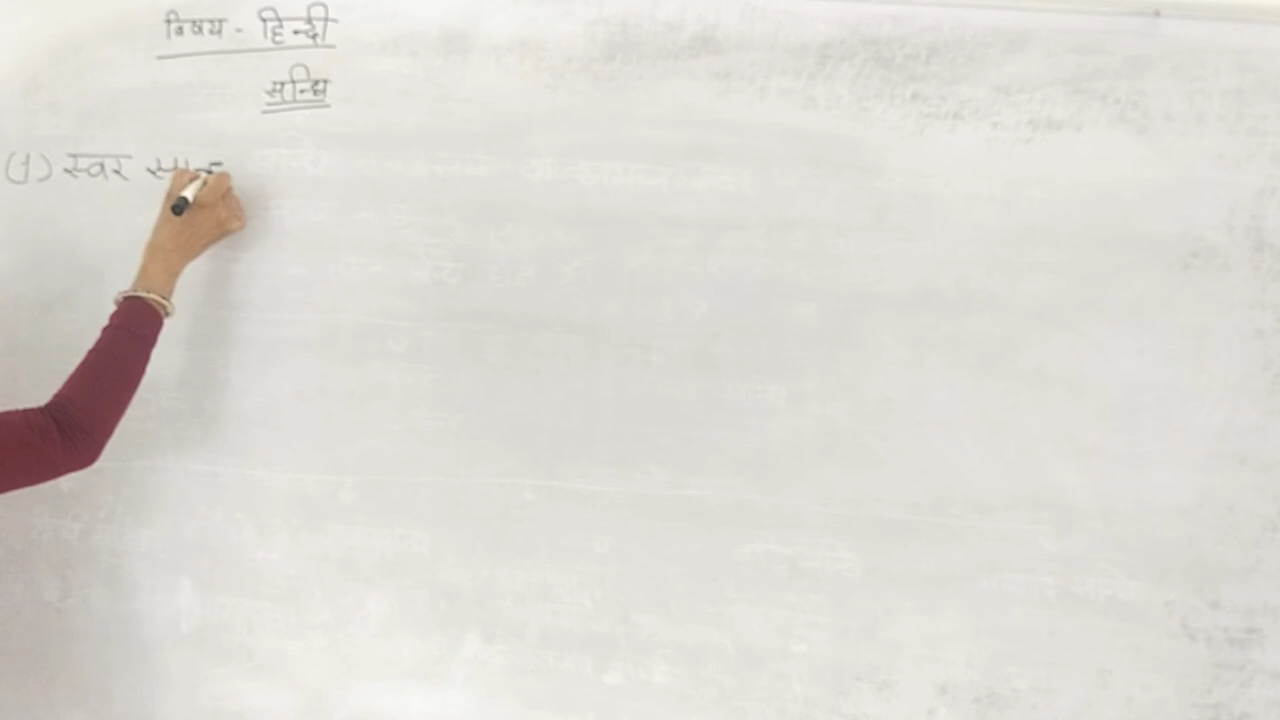 विषय - हिन्दी
सन्धि
(1) स्वर